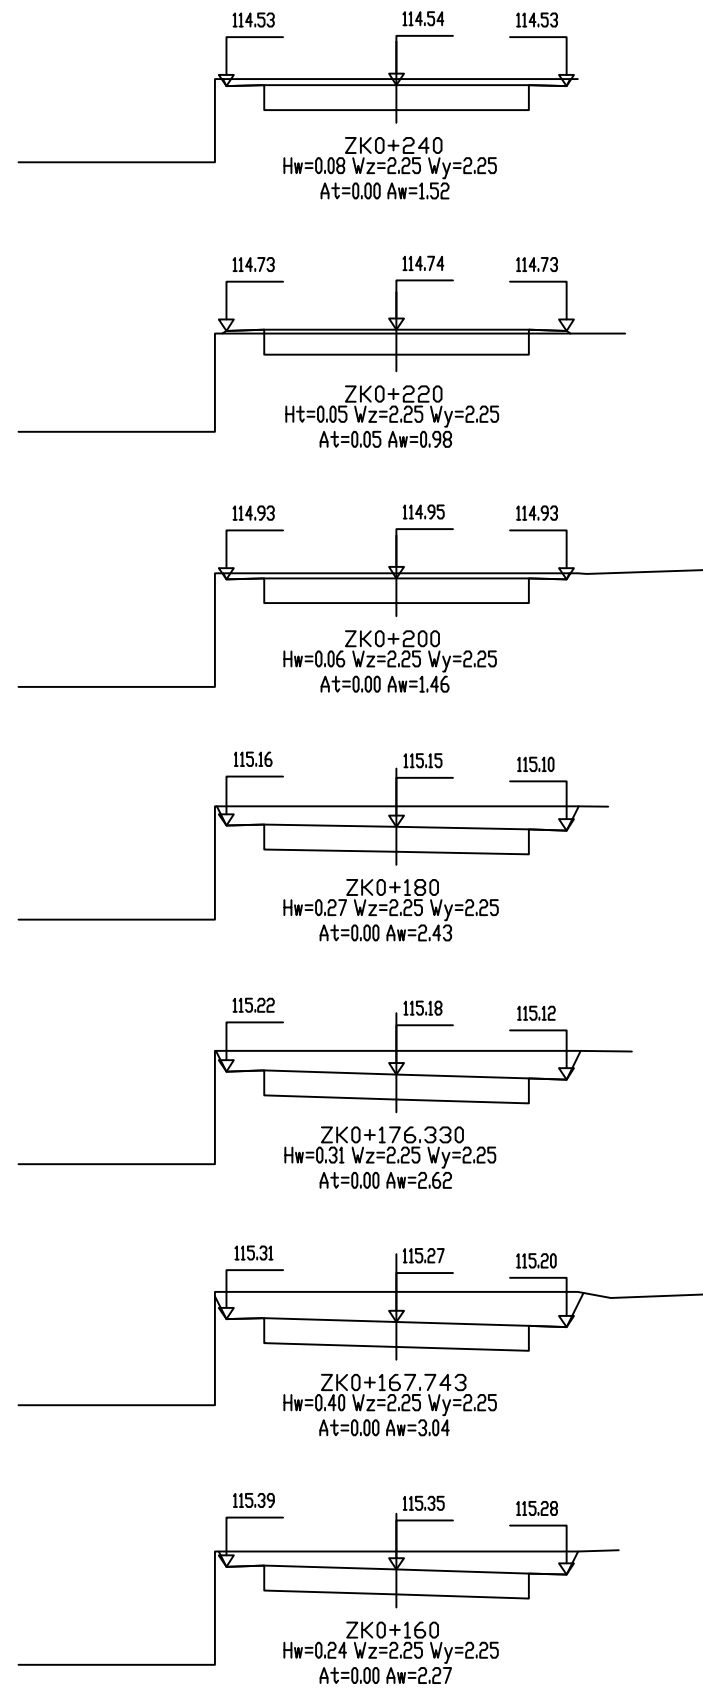 114.53 114.54 114.53
ZK0+240
Hw=0.08 Wz=2.25 Wy=2.25
At=0.00 Aw=1.52
114.73 114.74 114.73
ZK0+220
Ht=0.05 Wz=2.25 Wy=2.25
At=0.05 Aw=0.98
114.93 114.95 114.93
ZK0+200
Hw=0.06 Wz=2.25 Wy=2.25
At=0.00 Aw=1.46
115.16 115.15 115.10
ZK0+180
Hw=0.27 Wz=2.25 Wy=2.25
At=0.00 Aw=2.43
115.22 115.18 115.12
ZK0+176.330
Hw=0.31 Wz=2.25 Wy=2.25
At=0.00 Aw=2.62
115.31 115.27 115.20
ZK0+167.743
Hw=0.40 Wz=2.25 Wy=2.25
At=0.00 Aw=3.04
115.39 115.35 115.28
ZK0+160
Hw=0.24 Wz=2.25 Wy=2.25
At=0.00 Aw=2.27